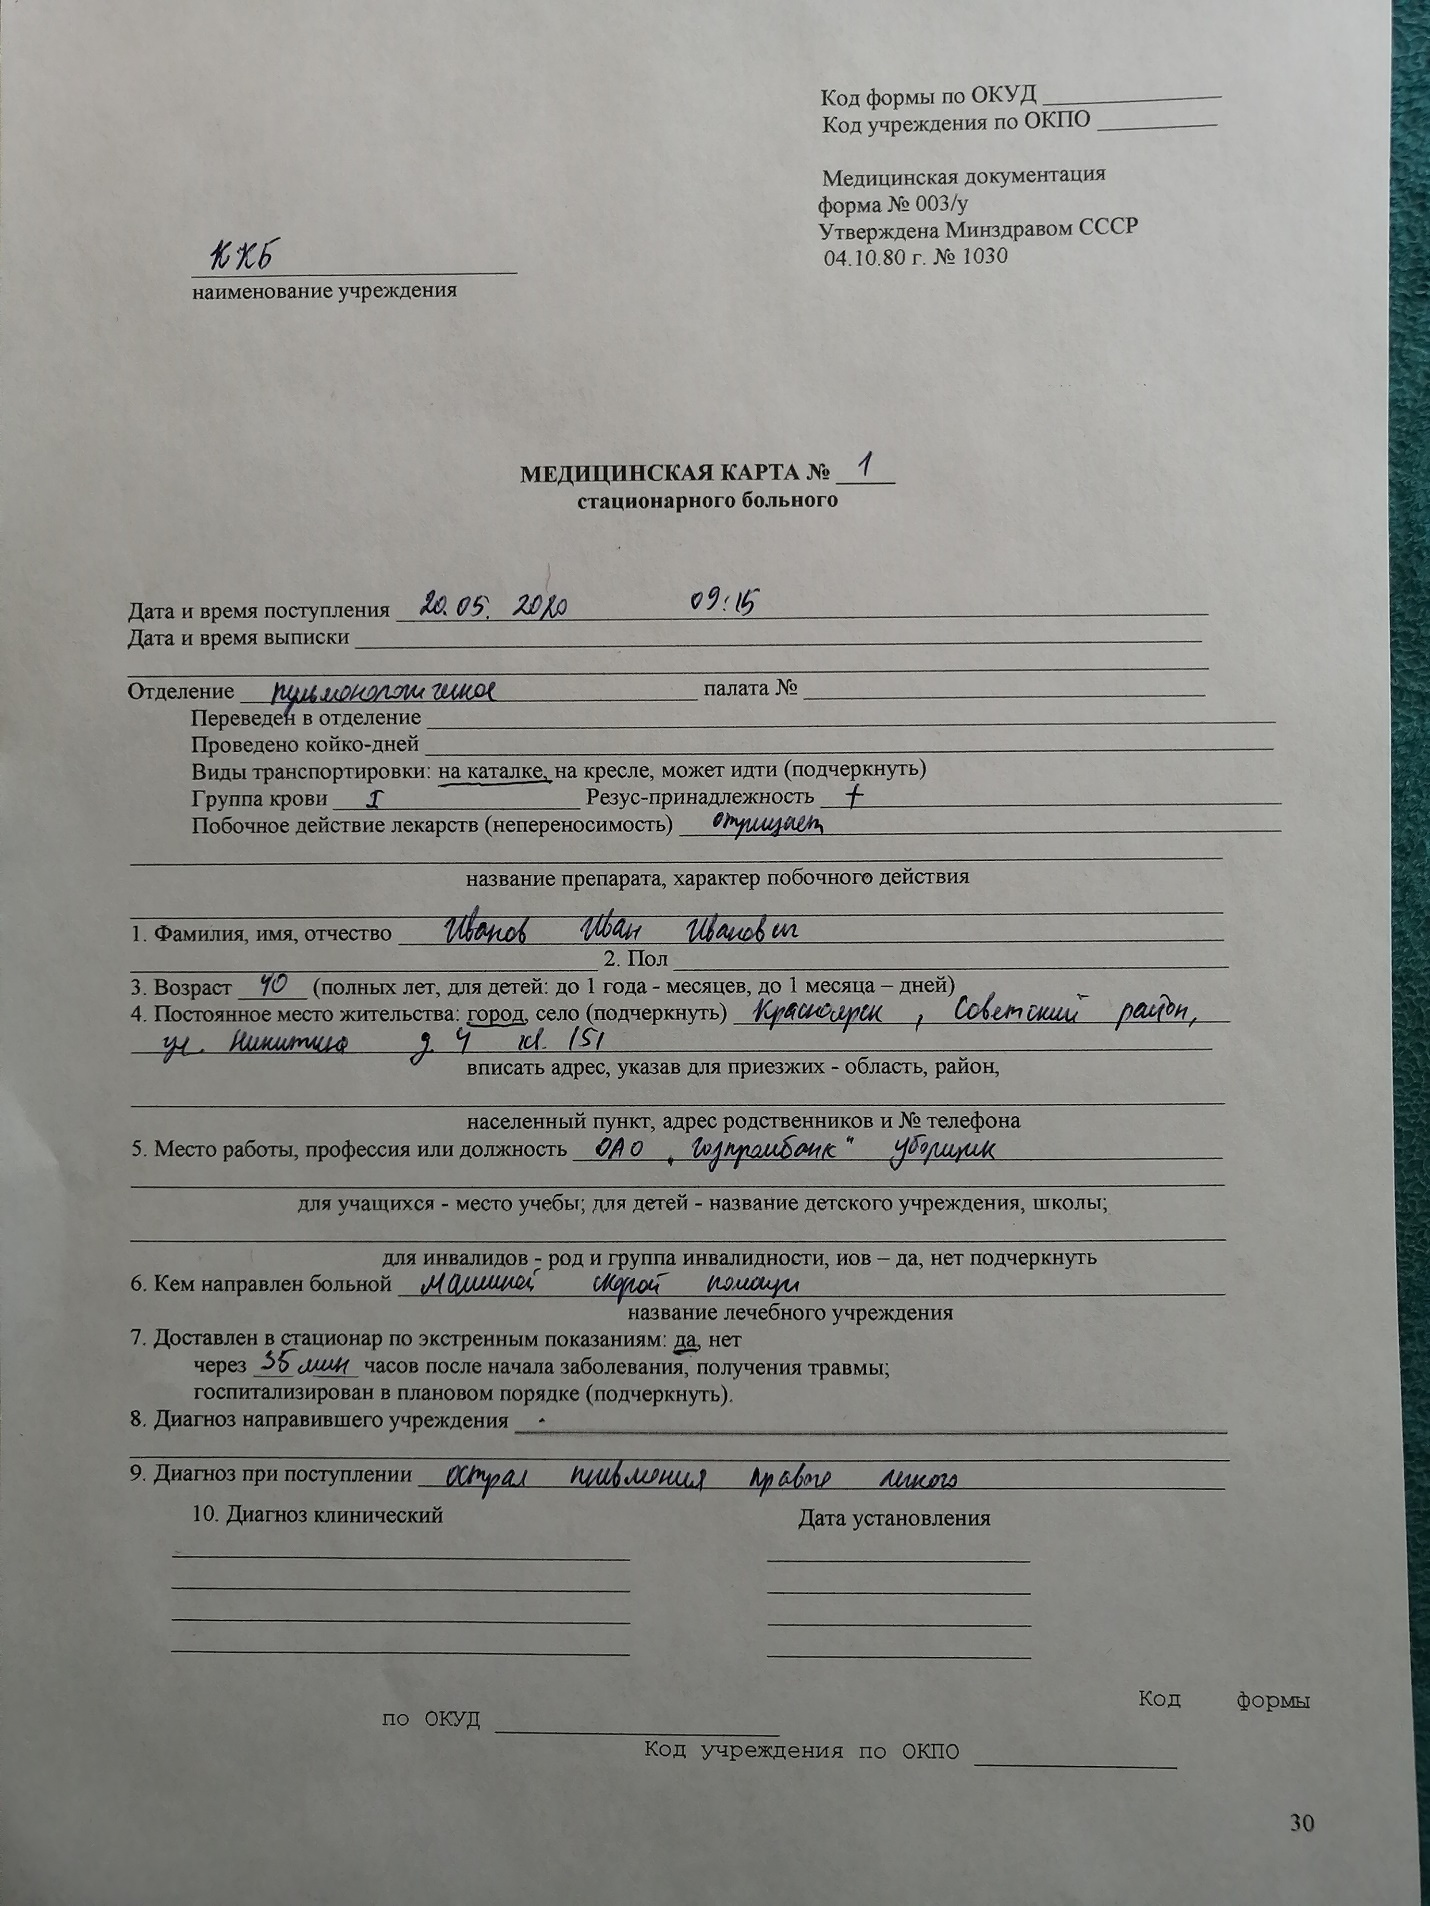 Код формы по ОКУД
Код учреждения по ОКПО
Медицинская документация
форма № 003/у
Утверждена Минздравом СССР
04.10.80 г. № 1030
ККБ
наименование учреждения
МЕДИЦИНСКАЯ КАРТА № 1
стационарного больного
Дата и время поступления 20.05. 2020 09:15
Дата и время выписки
Отделение пульмонологическое палата №
Переведен в отделение
Проведено койко-дней
Виды транспортировки: на каталке, на кресле, может идти (подчеркнуть)
Группа крови I Резус-принадлежность +
Побочное действие лекарств (непереносимость) отрицает
название препарата, характер побочного действия
1. Фамилия, имя, отчество Иванов Иван Иванович
2. Пол
3. Возраст 40 (полных лет, для детей: до 1 года - месяцев, до 1 месяца – дней)
4. Постоянное место жительства: город, село (подчеркнуть) Красноярск, Советский район,
ул. Никитина д 4 кв. 151
вписать адрес, указав для приезжих - область, район,
населенный пункт, адрес родственников и № телефона
5. Место работы, профессия или должность ОАО „Газпромбанк" уборщик
для учащихся - место учебы; для детей - название детского учреждения, школы;
для инвалидов - род и группа инвалидности, иов – да, нет подчеркнуть
6. Кем направлен больной машиной скорой помощи
название лечебного учреждения
7. Доставлен в стационар по экстренным показаниям: да, нет
через 35 мин часов после начала заболевания, получения травмы;
госпитализирован в плановом порядке (подчеркнуть).
8. Диагноз направившего учреждения -
9. Диагноз при поступлении острая пневмония правого легкого
10. Диагноз клинический Дата установления
Код формы
по ОКУД
Код учреждения по ОКПО
30